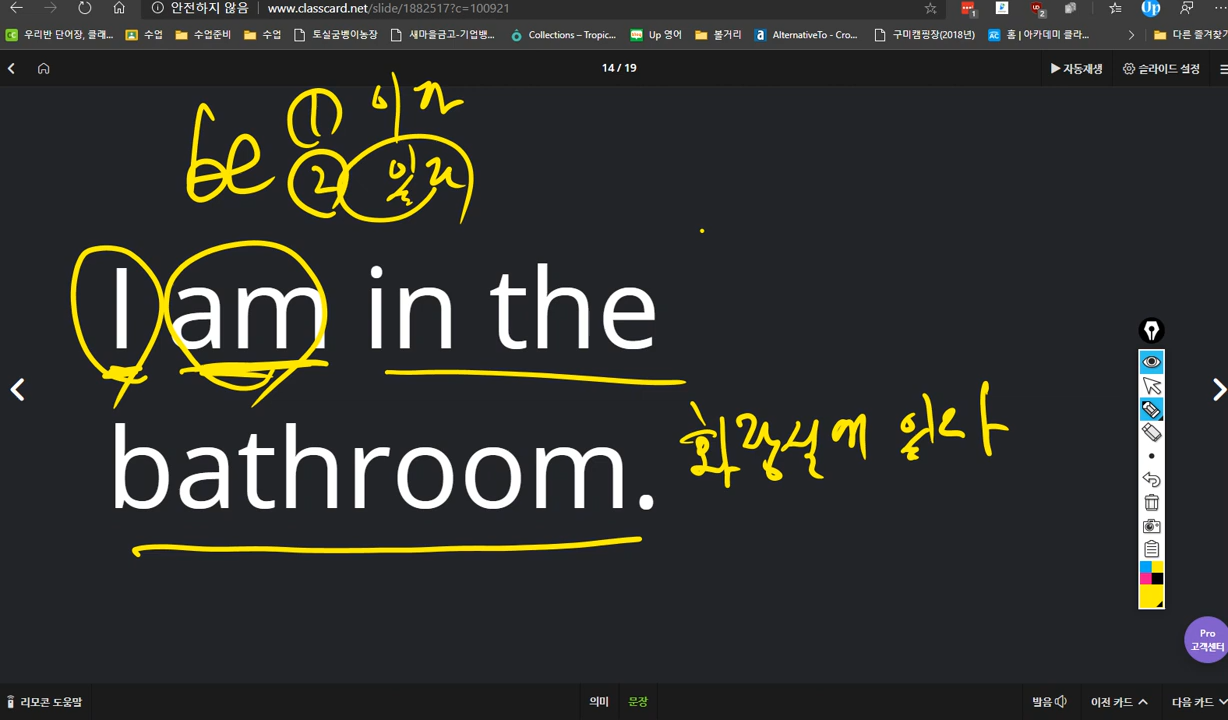 안전하지 않음 www.classcard.net/slide/1882517?c=100921
우리반 단어장, 클래... 수업 수업준비 수업 토실굼벵이농장 새마을금고-기업뱅... Collections – Tropic... Up 영어 볼거리 AlternativeTo - Cro... 구미캠핑장(2018년) 홈 | 아카데미 클라... 다른 즐겨찾기
14 / 19 자동재생 슬라이드 설정
be ① 이다
② 있다
I am in the
bathroom.
화장실에 있다
Pro
고객센터
리모콘 도움말 의미 문장 발음 이전 카드 다음 카드